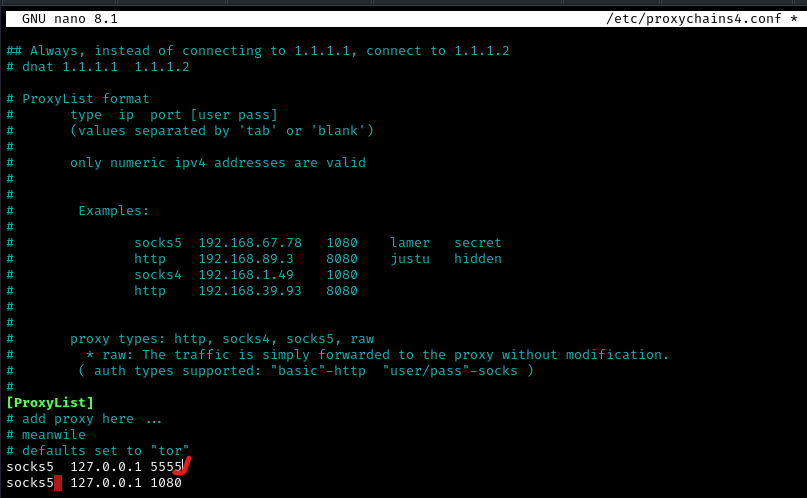 GNU nano 8.1 /etc/proxychains4.conf *
## Always, instead of connecting to 1.1.1.1, connect to 1.1.1.2
# dnat 1.1.1.1  1.1.1.2
# ProxyList format
#       type  ip  port [user pass]
#       (values separated by 'tab' or 'blank')
#
#       only numeric ipv4 addresses are valid
#
#
#        Examples:
#
#               socks5  192.168.67.78   1080    lamer   secret
#               http    192.168.89.3    8080    justu   hidden
#               socks4  192.168.1.49    1080
#               http    192.168.39.93   8080
#
#
#       proxy types: http, socks4, socks5, raw
#         * raw: The traffic is simply forwarded to the proxy without modification.
#        ( auth types supported: "basic"-http  "user/pass"-socks )
#
[ProxyList]
# add proxy here ...
# meanwile
# defaults set to "tor"
socks5  127.0.0.1 5555
socks5  127.0.0.1 1080